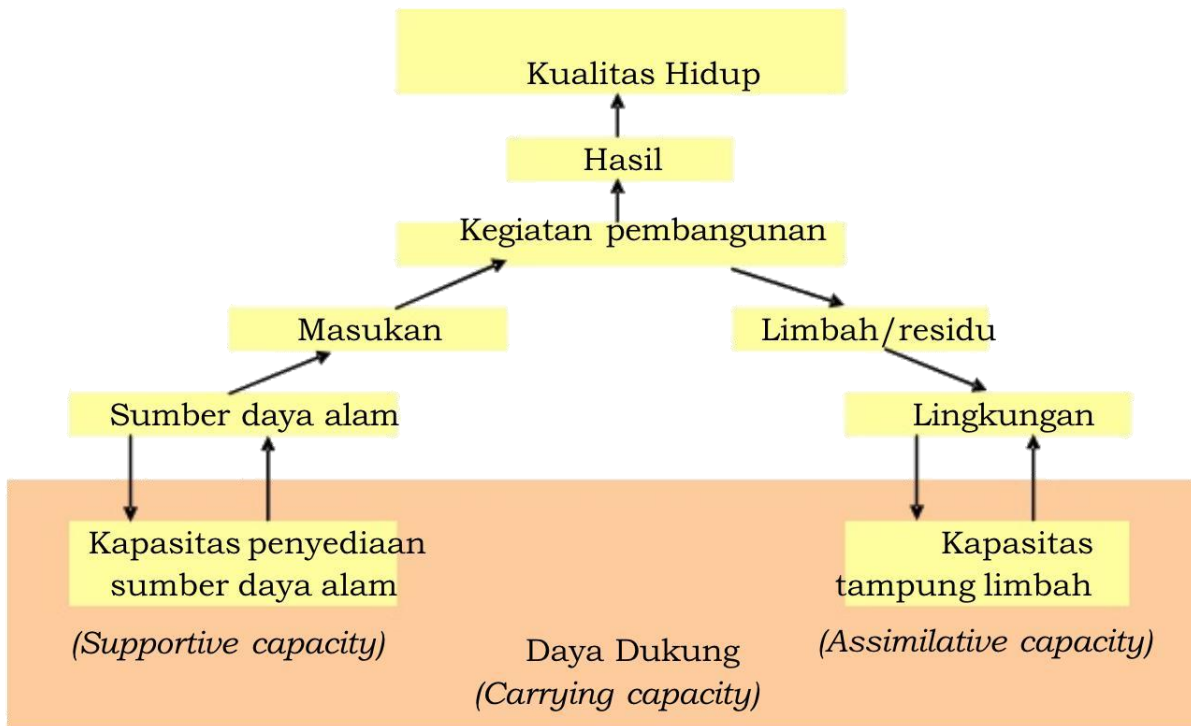 Kualitas Hidup
Hasil
Kegiatan pembangunan
Masukan
Limbah/residu
Sumber daya alam
Lingkungan
Kapasitas penyediaan
sumber daya alam
(Supportive capacity)
Kapasitas
tampung limbah
(Assimilative capacity)
Daya Dukung
(Carrying capacity)